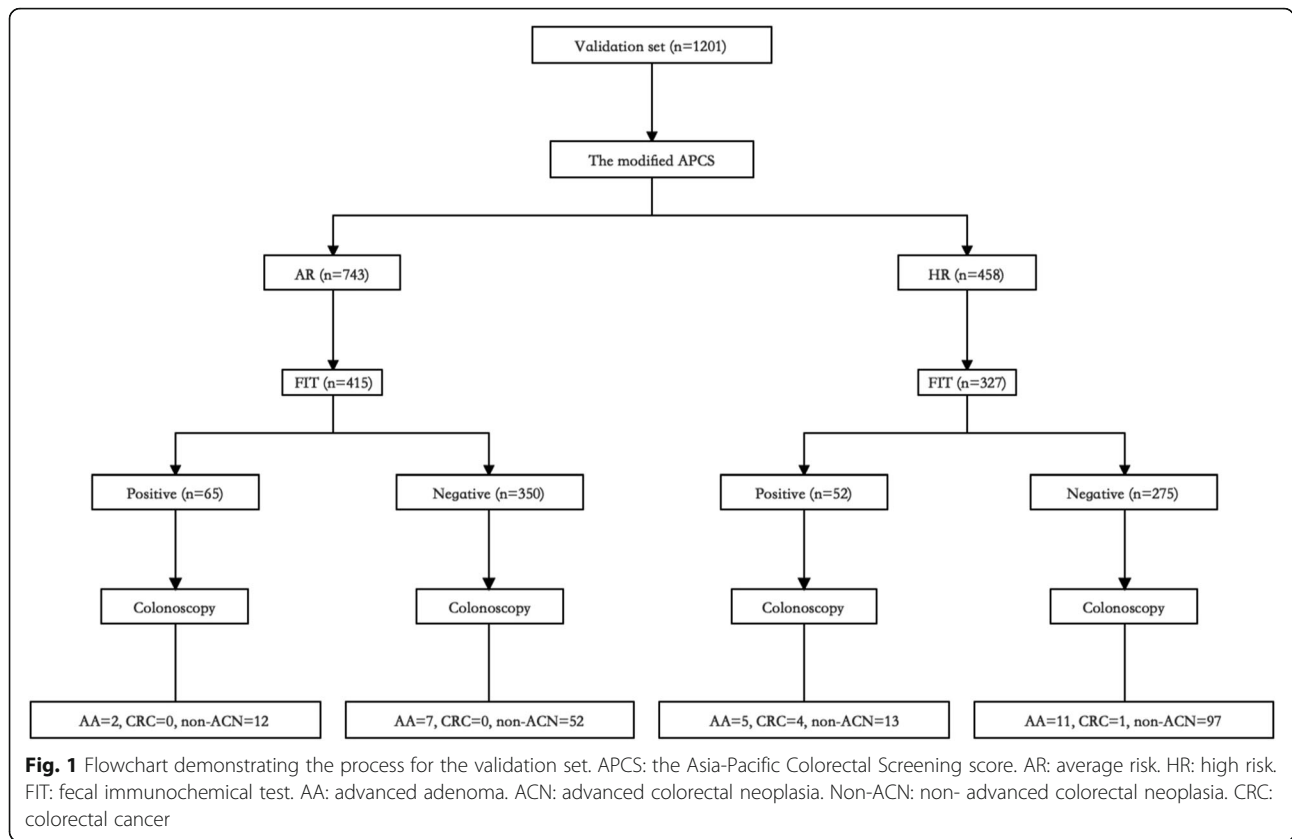 Validation set (n=1201)
The modified APCS
AR (n=743)
HR (n=458)
FIT (n=415)
FIT (n=327)
Positive (n=65)
Negative (n=350)
Positive (n=52)
Negative (n=275)
Colonoscopy
Colonoscopy
Colonoscopy
Colonoscopy
AA=2, CRC=0, non-ACN=12
AA=7, CRC=0, non-ACN=52
AA=5, CRC=4, non-ACN=13
AA=11, CRC=1, non-ACN=97
Fig. 1 Flowchart demonstrating the process for the validation set. APCS: the Asia-Pacific Colorectal Screening score. AR: average risk. HR: high risk.
FIT: fecal immunochemical test. AA: advanced adenoma. ACN: advanced colorectal neoplasia. Non-ACN: non- advanced colorectal neoplasia. CRC:
colorectal cancer